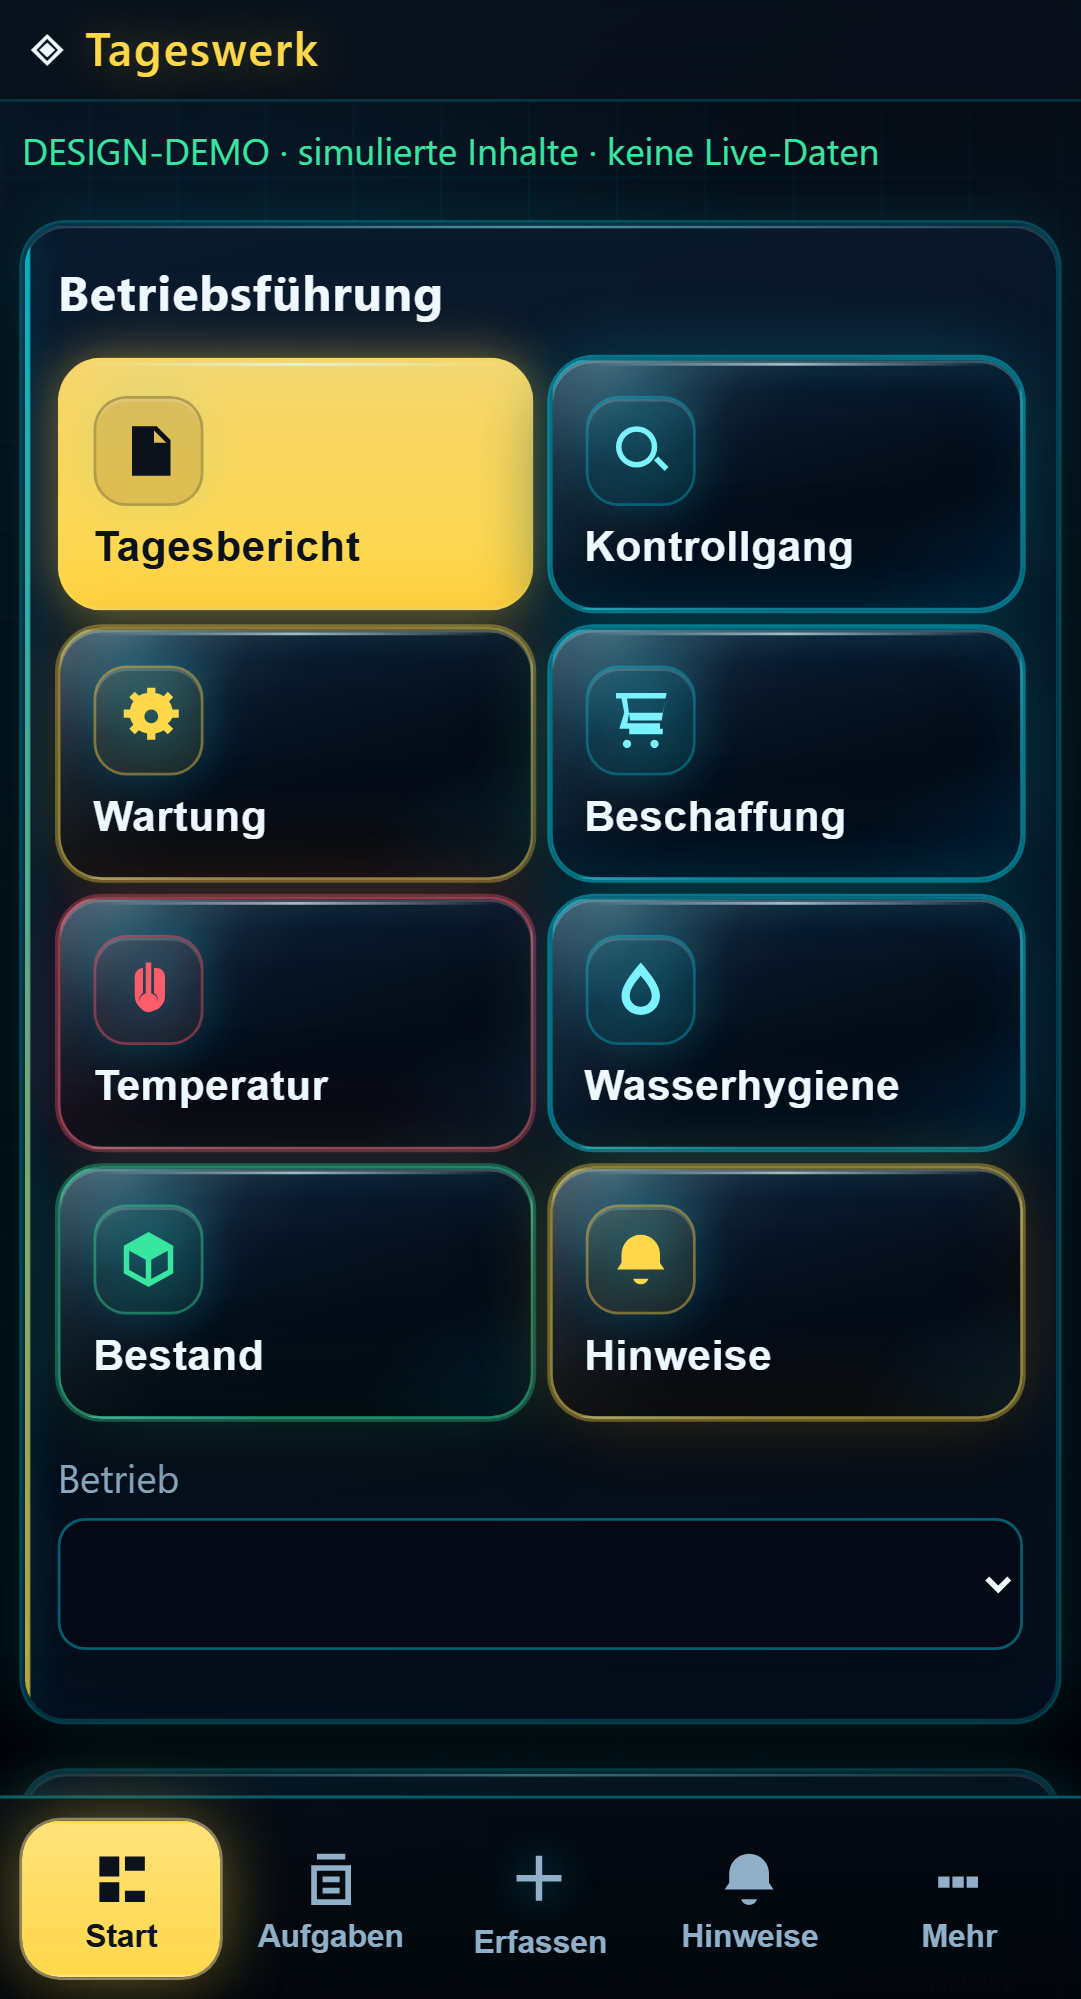 Tageswerk
DESIGN-DEMO · simulierte Inhalte · keine Live-Daten
Betriebsführung
Tagesbericht
Kontrollgang
Wartung
Beschaffung
Temperatur
Wasserhygiene
Bestand
Hinweise
Betrieb
Start
Aufgaben
Erfassen
Hinweise
Mehr